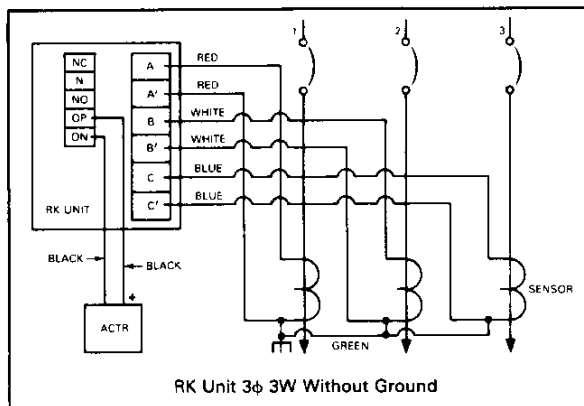 1
2
3
NC
N
NO
OP
ON
A
A'
B
B'
C
C'
RED
RED
WHITE
WHITE
BLUE
BLUE
RK UNIT
BLACK
BLACK
+
ACTR
SENSOR
GREEN
RK Unit 3ϕ 3W Without Ground